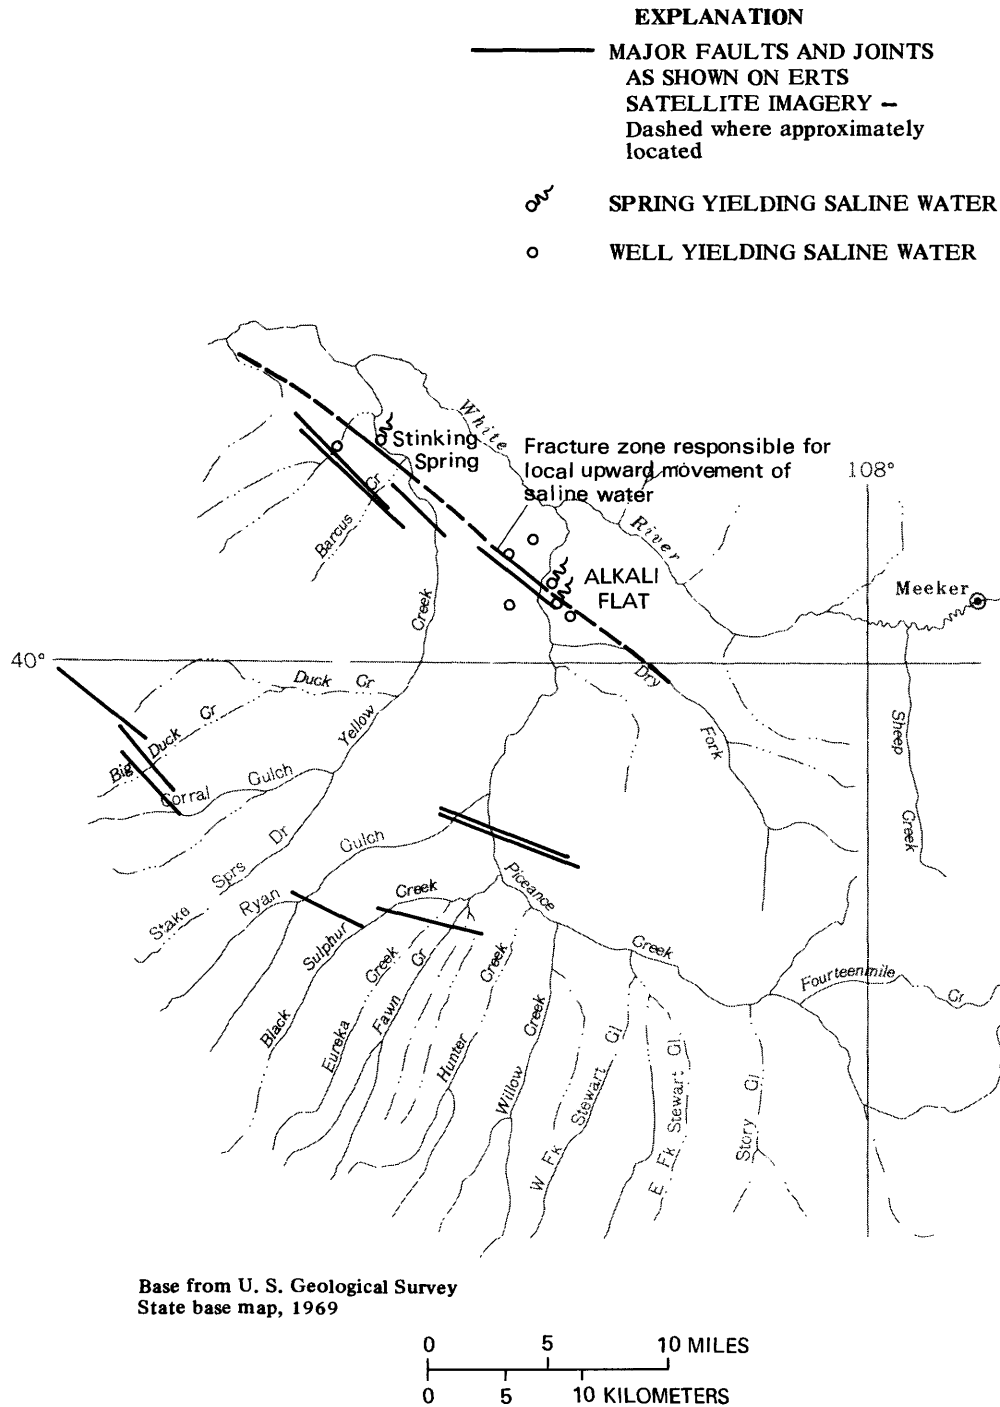 EXPLANATION
MAJOR FAULTS AND JOINTS
AS SHOWN ON ERTS
SATELLITE IMAGERY —
Dashed where approximately
located
SPRING YIELDING SALINE WATER
WELL YIELDING SALINE WATER
White
River
Stinking
Spring
Fracture zone responsible for
local upward movement of
saline water
108°
Barcus
Cr
ALKALI
FLAT
Meeker
Creek
40°
Duck Cr
Dry
Fork
Big Duck Cr
Yellow
Sheep
Creek
Corral Gulch
Stake Sprs Dr
Ryan Gulch
Piceance
Creek
Black Sulphur Creek
Eureka Creek
Fawn Cr
Hunter Creek
Willow Creek
W Fk Stewart Gl
E Fk Stewart Gl
Story Gl
Fourteenmile Cr
Base from U. S. Geological Survey
State base map, 1969
0 5 10 MILES
0 5 10 KILOMETERS